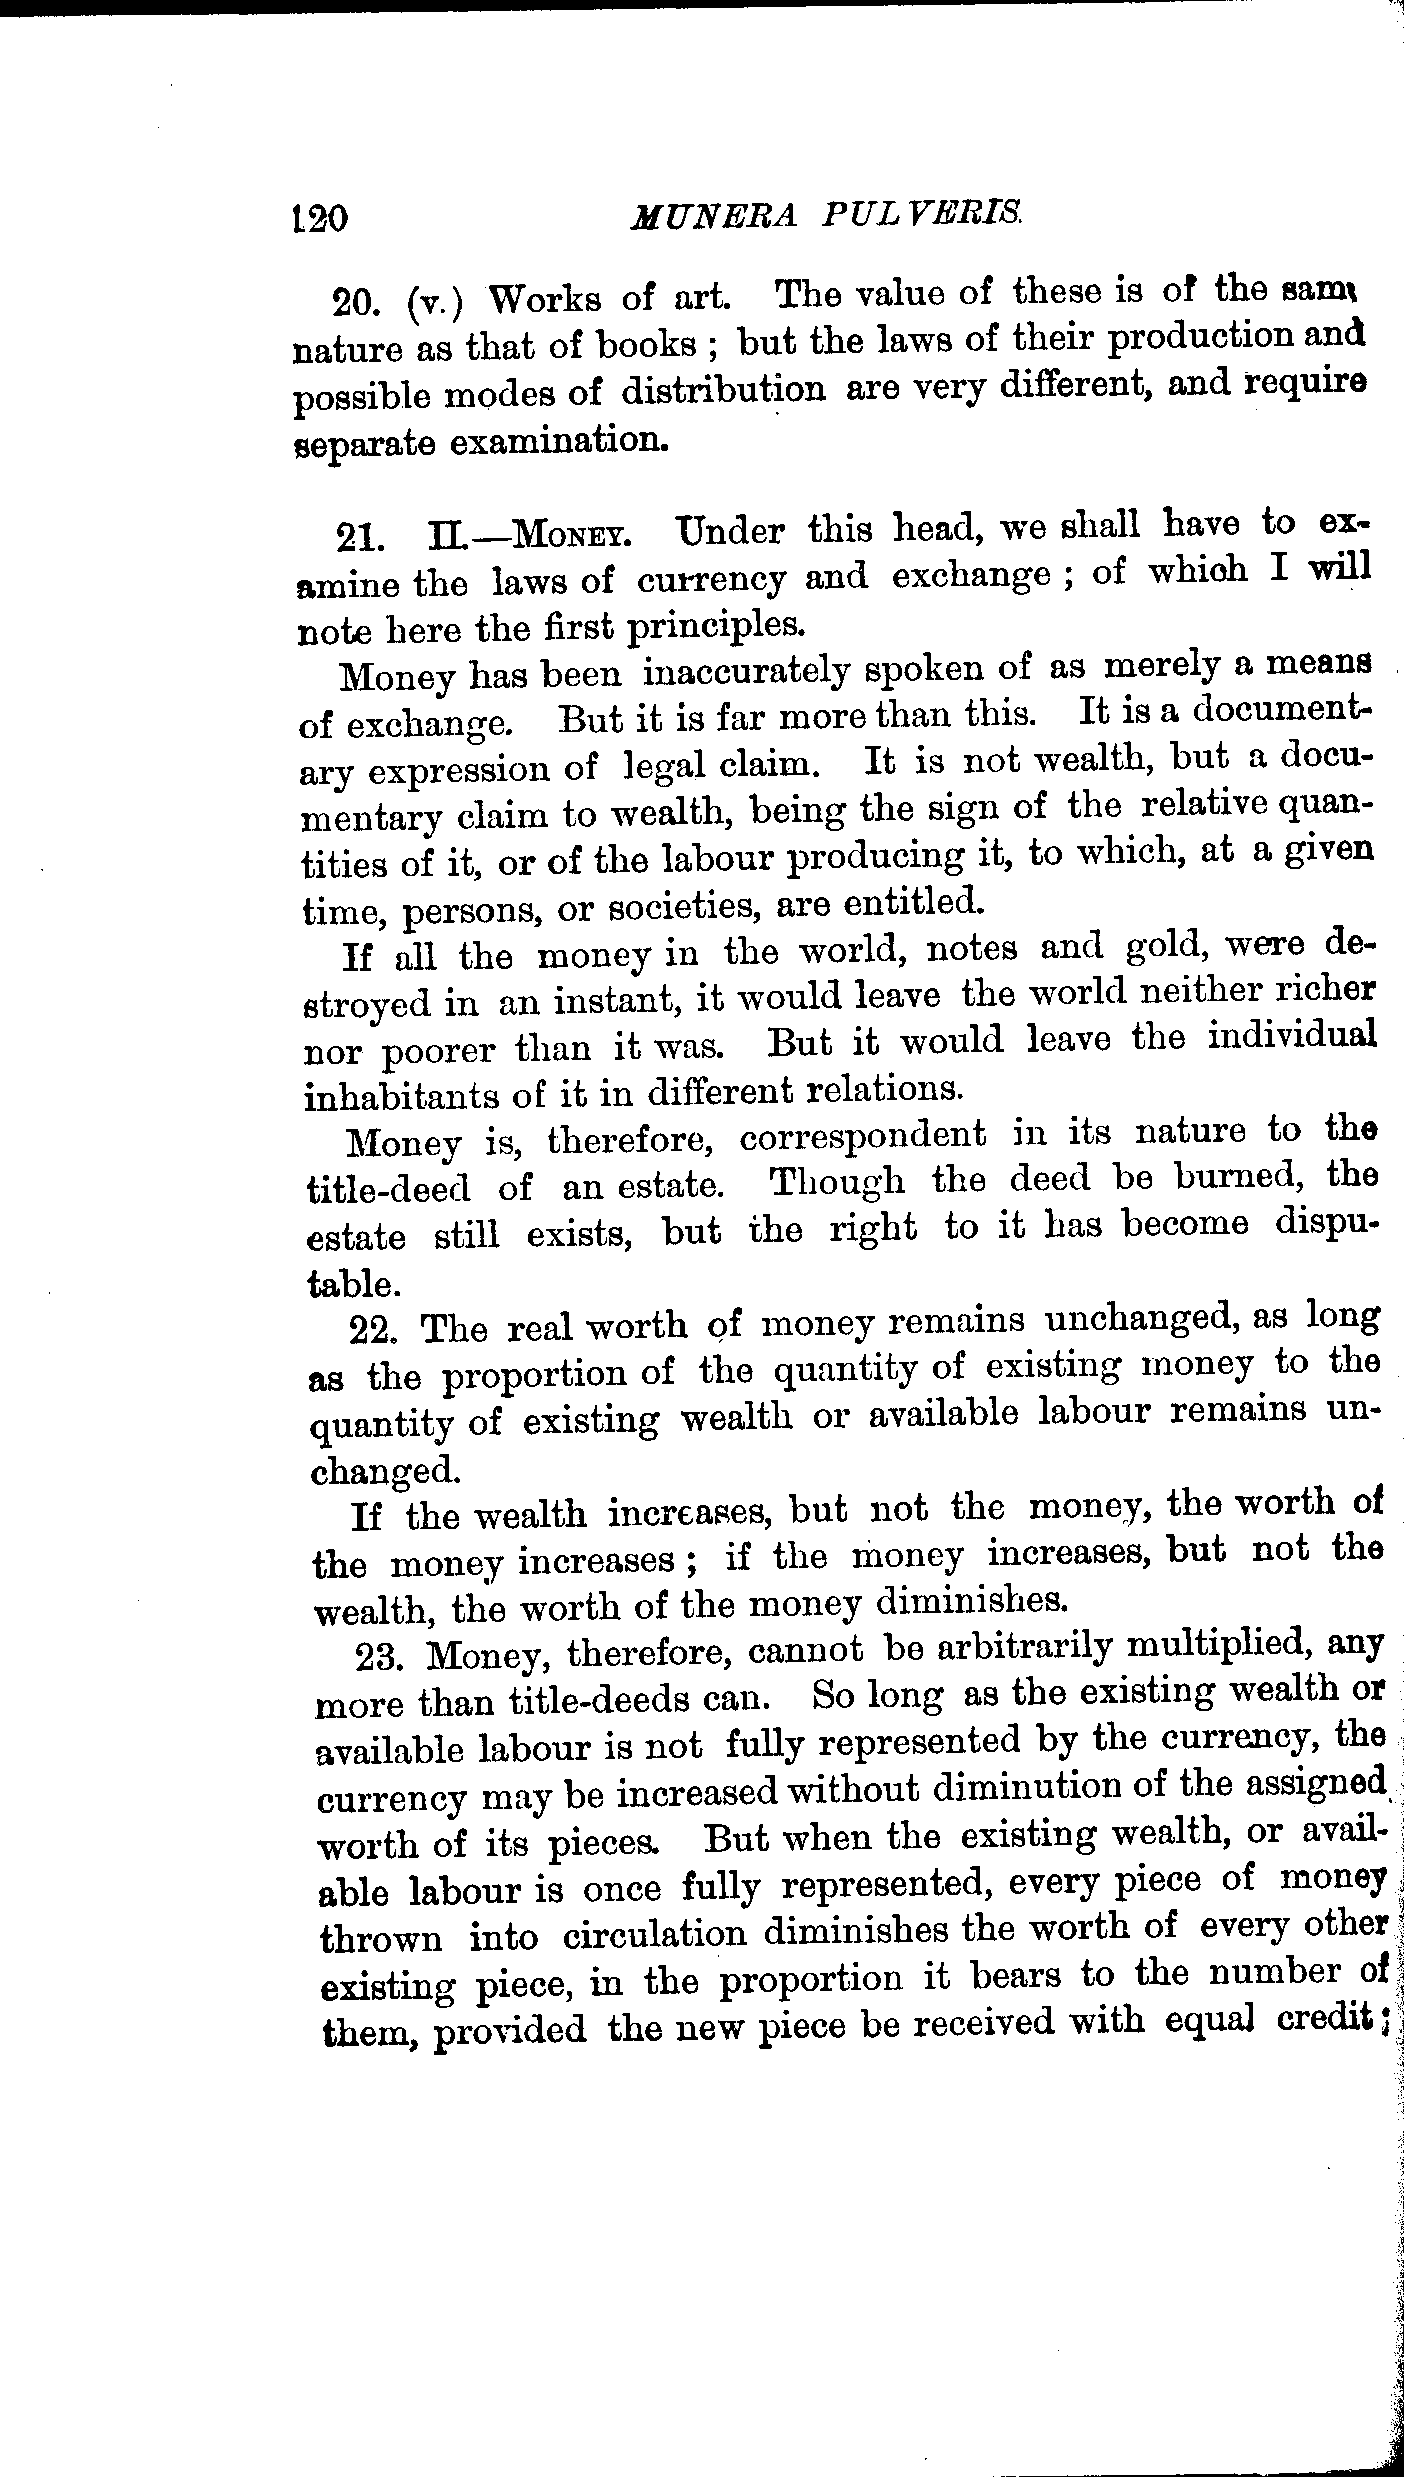 120 MUNERA PULVERIS.
20. (v.) Works of art. The value of these is of the same
nature as that of books ; but the laws of their production and
possible modes of distribution are very different, and require
separate examination.
21. II.—MONEY. Under this head, we shall have to ex-
amine the laws of currency and exchange ; of which I will
note here the first principles.
Money has been inaccurately spoken of as merely a means
of exchange. But it is far more than this. It is a document-
ary expression of legal claim. It is not wealth, but a docu-
mentary claim to wealth, being the sign of the relative quan-
tities of it, or of the labour producing it, to which, at a given
time, persons, or societies, are entitled.
If all the money in the world, notes and gold, were de-
stroyed in an instant, it would leave the world neither richer
nor poorer than it was. But it would leave the individual
inhabitants of it in different relations.
Money is, therefore, correspondent in its nature to the
title-deed of an estate. Though the deed be burned, the
estate still exists, but the right to it has become dispu-
table.
22. The real worth of money remains unchanged, as long
as the proportion of the quantity of existing money to the
quantity of existing wealth or available labour remains un-
changed.
If the wealth increases, but not the money, the worth of
the money increases ; if the money increases, but not the
wealth, the worth of the money diminishes.
23. Money, therefore, cannot be arbitrarily multiplied, any
more than title-deeds can. So long as the existing wealth or
available labour is not fully represented by the currency, the
currency may be increased without diminution of the assigned
worth of its pieces. But when the existing wealth, or avail-
able labour is once fully represented, every piece of money
thrown into circulation diminishes the worth of every other
existing piece, in the proportion it bears to the number of
them, provided the new piece be received with equal credit ;